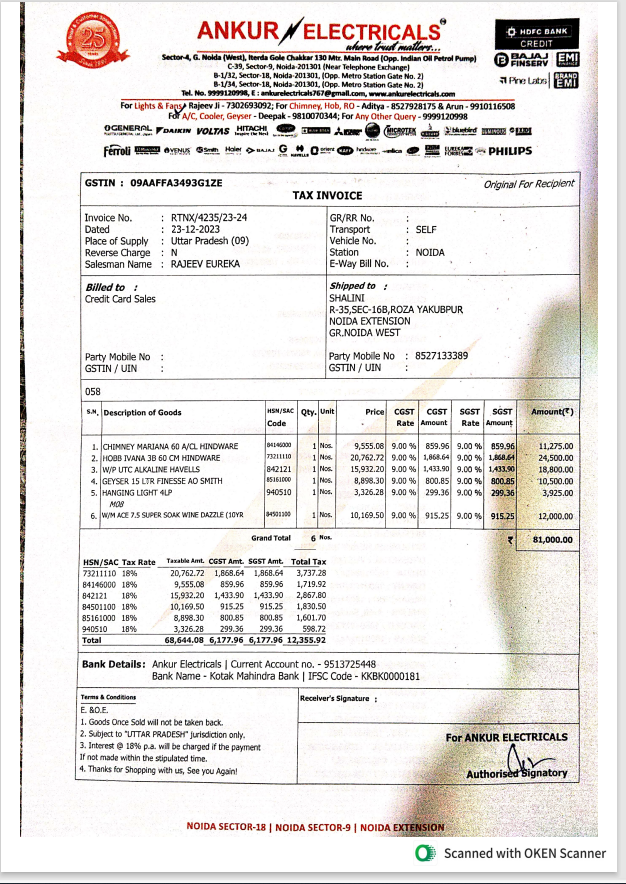 25
ANKUR ELECTRICALS
where trust matters...
Sector-4, G. Noida (West), Iterda Gole Chakkar 130 Mtr. Main Road (Opp. Indian Oil Petrol Pump)
C-39, Sector-9, Noida-201301 (Near Telephone Exchange)
B-1/32, Sector-18, Noida-201301, (Opp. Metro Station Gate No. 2)
B-1/34, Sector-18, Noida-201301, (Opp. Metro Station Gate No. 2)
Tel. No. 9999120998, E : ankurelectricals767@gmail.com, www.ankurelectricals.com
HDFC BANK
CREDIT
BAJAJ FINSERV
EMI
Pine Labs
BRAND EMI
For Lights & Fans Rajeev Ji - 7302693092; For Chimney, Hob, RO - Aditya - 8527928175 & Arun - 9910116508
For A/C, Cooler, Geyser - Deepak - 9810070344; For Any Other Query - 9999120998
OGENERAL DAIKIN VOLTAS HITACHI MICROTEK bluebird
Ferroli VENUS Smith Haier BAJAJ HAVELLS orient hindware PHILIPS
GSTIN : 09AAFFA3493G1ZE Original For Recipient
TAX INVOICE
Invoice No. : RTNX/4235/23-24 GR/RR No. :
Dated : 23-12-2023 Transport : SELF
Place of Supply : Uttar Pradesh (09) Vehicle No. :
Reverse Charge : N Station : NOIDA
Salesman Name : RAJEEV EUREKA E-Way Bill No. :
Billed to : Shipped to :
Credit Card Sales SHALINI
R-35,SEC-16B,ROZA YAKUBPUR
NOIDA EXTENSION
GR.NOIDA WEST
Party Mobile No : Party Mobile No : 8527133389
GSTIN / UIN : GSTIN / UIN :
058
S.N. Description of Goods HSN/SAC Code Qty. Unit Price CGST Rate CGST Amount SGST Rate SGST Amount Amount(₹)
1. CHIMNEY MARIANA 60 A/CL HINDWARE 84146000 1 Nos. 9,555.08 9.00 % 859.96 9.00 % 859.96 11,275.00
2. HOBB IVANA 3B 60 CM HINDWARE 73211110 1 Nos. 20,762.72 9.00 % 1,868.64 9.00 % 1,868.64 24,500.00
3. W/P UTC ALKALINE HAVELLS 842121 1 Nos. 15,932.20 9.00 % 1,433.90 9.00 % 1,433.90 18,800.00
4. GEYSER 15 LTR FINESSE AO SMITH 85161000 1 Nos. 8,898.30 9.00 % 800.85 9.00 % 800.85 10,500.00
5. HANGING LIGHT 4LP 940510 1 Nos. 3,326.28 9.00 % 299.36 9.00 % 299.36 3,925.00
M08
6. W/M ACE 7.5 SUPER SOAK WINE DAZZLE (10YR 84501100 1 Nos. 10,169.50 9.00 % 915.25 9.00 % 915.25 12,000.00
Grand Total 6 Nos. ₹ 81,000.00
HSN/SAC Tax Rate Taxable Amt. CGST Amt. SGST Amt. Total Tax
73211110 18% 20,762.72 1,868.64 1,868.64 3,737.28
84146000 18% 9,555.08 859.96 859.96 1,719.92
842121 18% 15,932.20 1,433.90 1,433.90 2,867.80
84501100 18% 10,169.50 915.25 915.25 1,830.50
85161000 18% 8,898.30 800.85 800.85 1,601.70
940510 18% 3,326.28 299.36 299.36 598.72
Total 68,644.08 6,177.96 6,177.96 12,355.92
Bank Details: Ankur Electricals | Current Account no. - 9513725448
Bank Name - Kotak Mahindra Bank | IFSC Code - KKBK0000181
Terms & Conditions Receiver's Signature :
E. &O.E.
1. Goods Once Sold will not be taken back.
2. Subject to "UTTAR PRADESH" jurisdiction only.
3. Interest @ 18% p.a. will be charged if the payment
If not made within the stipulated time.
4. Thanks for Shopping with us, See you Again!
For ANKUR ELECTRICALS
Authorised Signatory
NOIDA SECTOR-18 | NOIDA SECTOR-9 | NOIDA EXTENSION
Scanned with OKEN Scanner